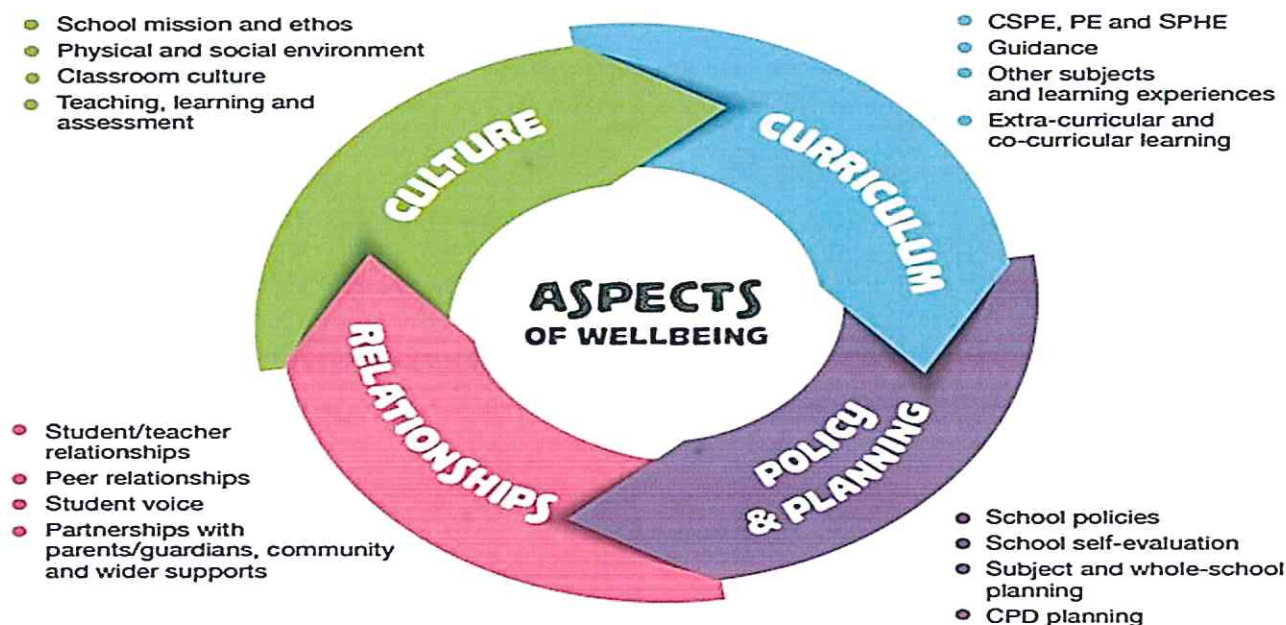 School mission and ethos
Physical and social environment
Classroom culture
Teaching, learning and
assessment
CSPE, PE and SPHE
Guidance
Other subjects
and learning experiences
Extra-curricular and
co-curricular learning
CULTURE
CURRICULUM
ASPECTS
OF WELLBEING
RELATIONSHIPS
POLICY
& PLANNING
Student/teacher
relationships
Peer relationships
Student voice
Partnerships with
parents/guardians, community
and wider supports
School policies
School self-evaluation
Subject and whole-school
planning
CPD planning